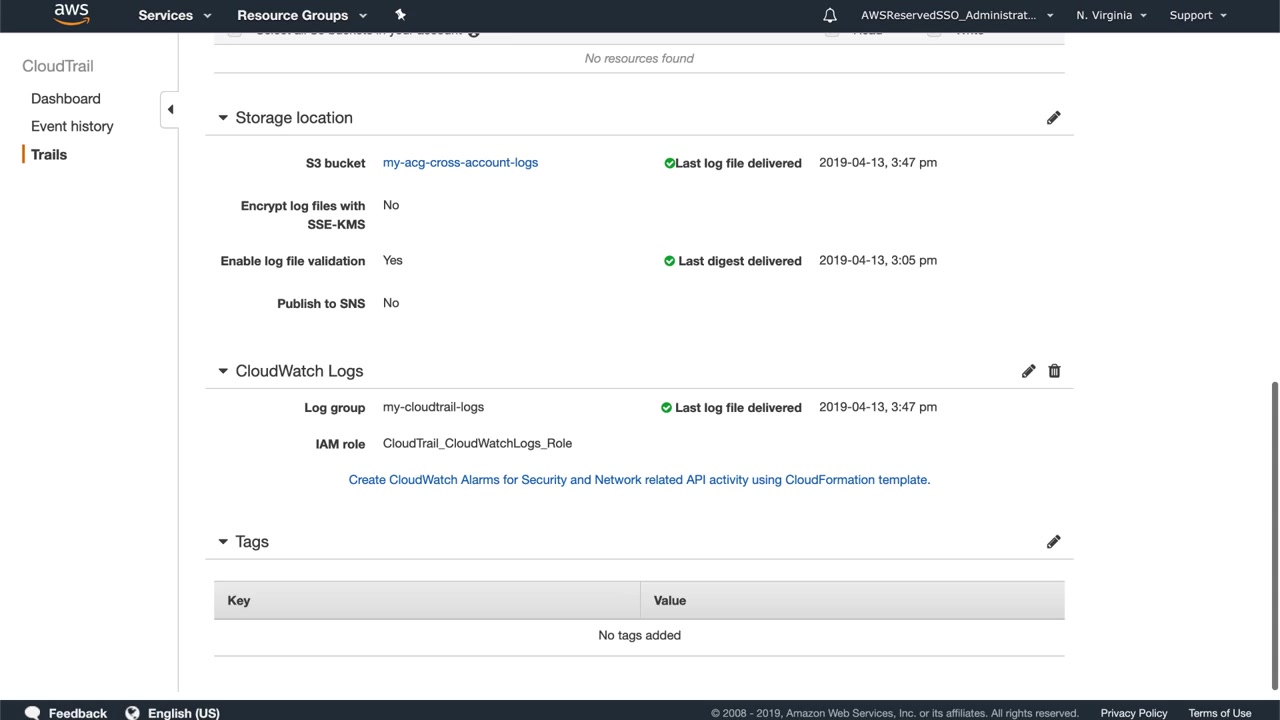 aws
Services
Resource Groups
AWSReservedSSO_Administrat...
N. Virginia
Support
CloudTrail
Dashboard
Event history
Trails
No resources found
Storage location
S3 bucket my-acg-cross-account-logs Last log file delivered 2019-04-13, 3:47 pm
Encrypt log files with No
SSE-KMS
Enable log file validation Yes Last digest delivered 2019-04-13, 3:05 pm
Publish to SNS No
CloudWatch Logs
Log group my-cloudtrail-logs Last log file delivered 2019-04-13, 3:47 pm
IAM role CloudTrail_CloudWatchLogs_Role
Create CloudWatch Alarms for Security and Network related API activity using CloudFormation template.
Tags
Key Value
No tags added
Feedback English (US) © 2008 - 2019, Amazon Web Services, Inc. or its affiliates. All rights reserved. Privacy Policy Terms of Use